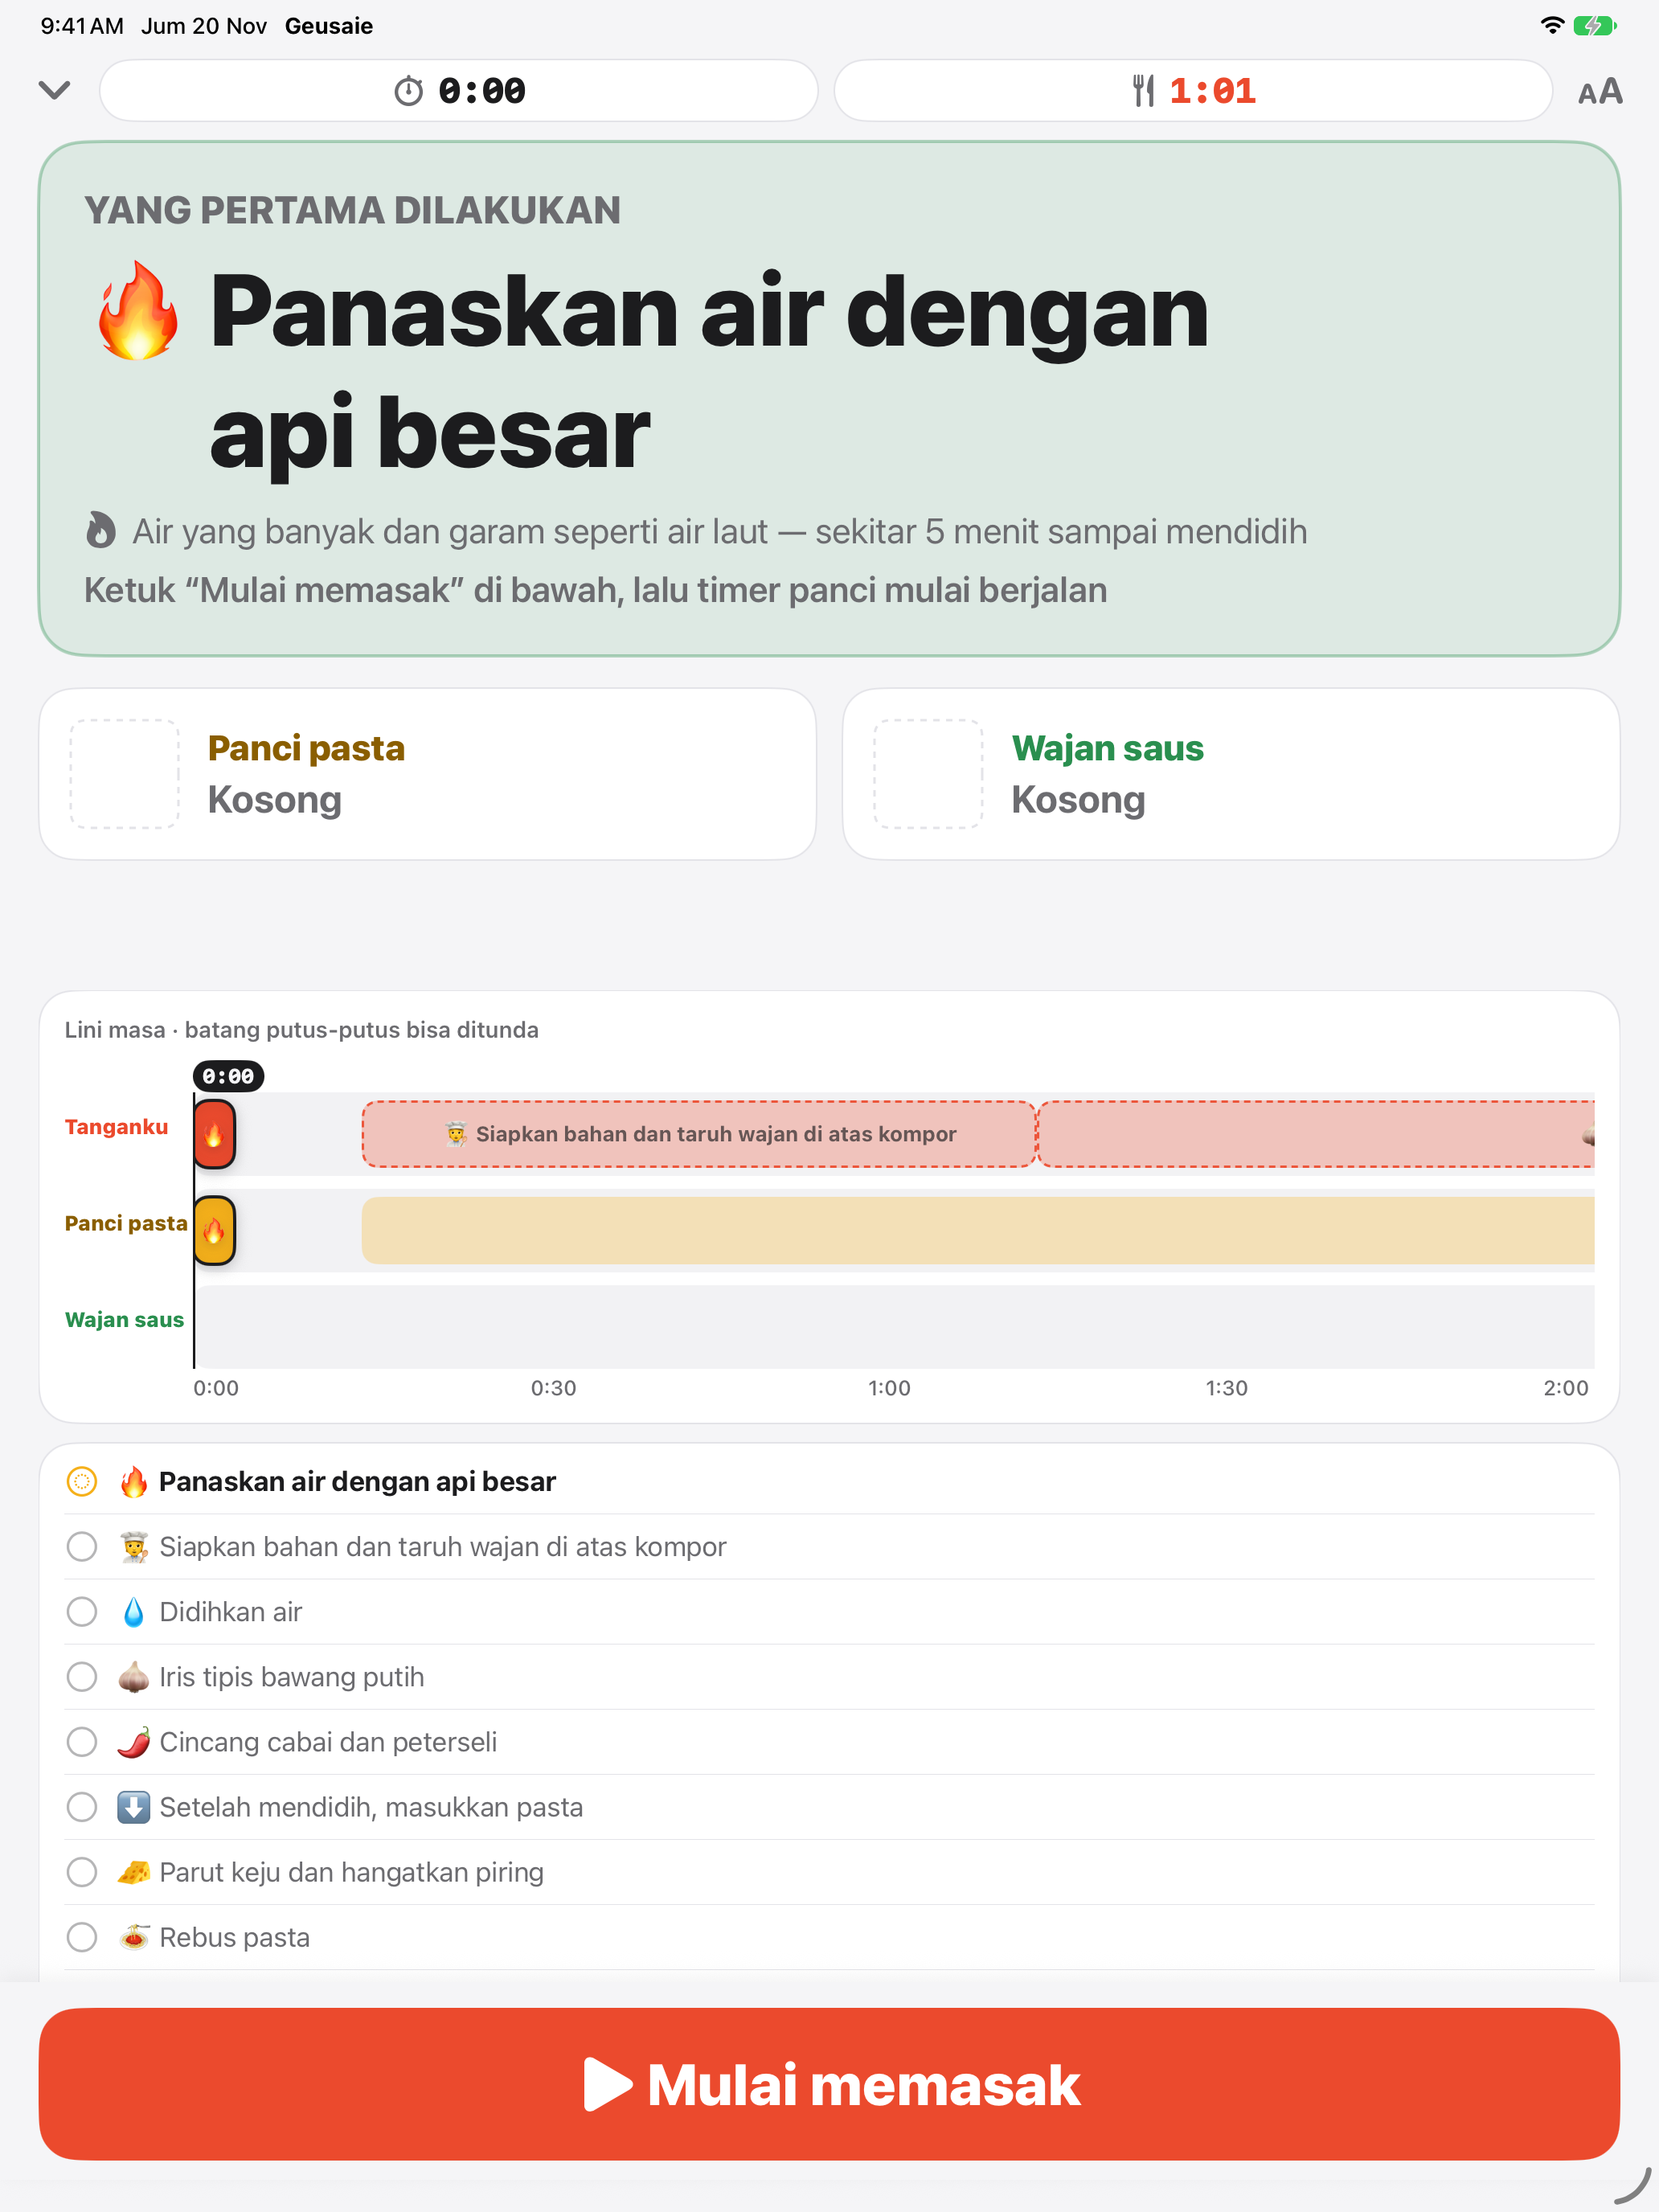 9:41 AM Jum 20 Nov Geusaie
0:00
1:01
AA
YANG PERTAMA DILAKUKAN
Panaskan air dengan
api besar
Air yang banyak dan garam seperti air laut — sekitar 5 menit sampai mendidih
Ketuk “Mulai memasak” di bawah, lalu timer panci mulai berjalan
Panci pasta
Kosong
Wajan saus
Kosong
Lini masa · batang putus-putus bisa ditunda
0:00
Tanganku
Siapkan bahan dan taruh wajan di atas kompor
Panci pasta
Wajan saus
0:00 0:30 1:00 1:30 2:00
Panaskan air dengan api besar
Siapkan bahan dan taruh wajan di atas kompor
Didihkan air
Iris tipis bawang putih
Cincang cabai dan peterseli
Setelah mendidih, masukkan pasta
Parut keju dan hangatkan piring
Rebus pasta
Mulai memasak